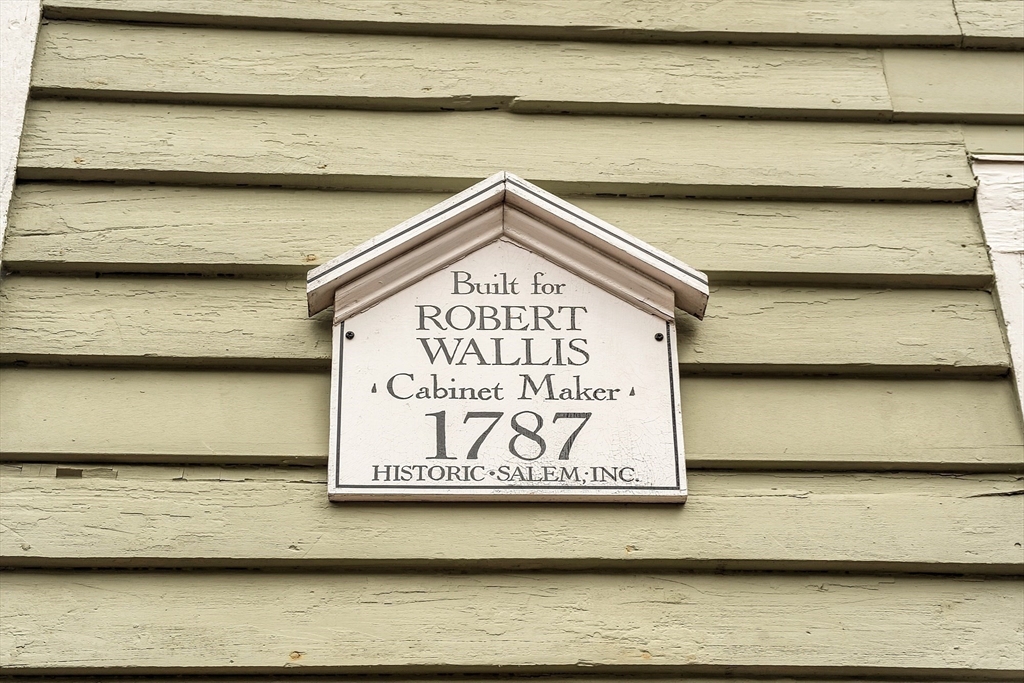 Built for
ROBERT
WALLIS
Cabinet Maker
1787
HISTORIC•SALEM, INC.